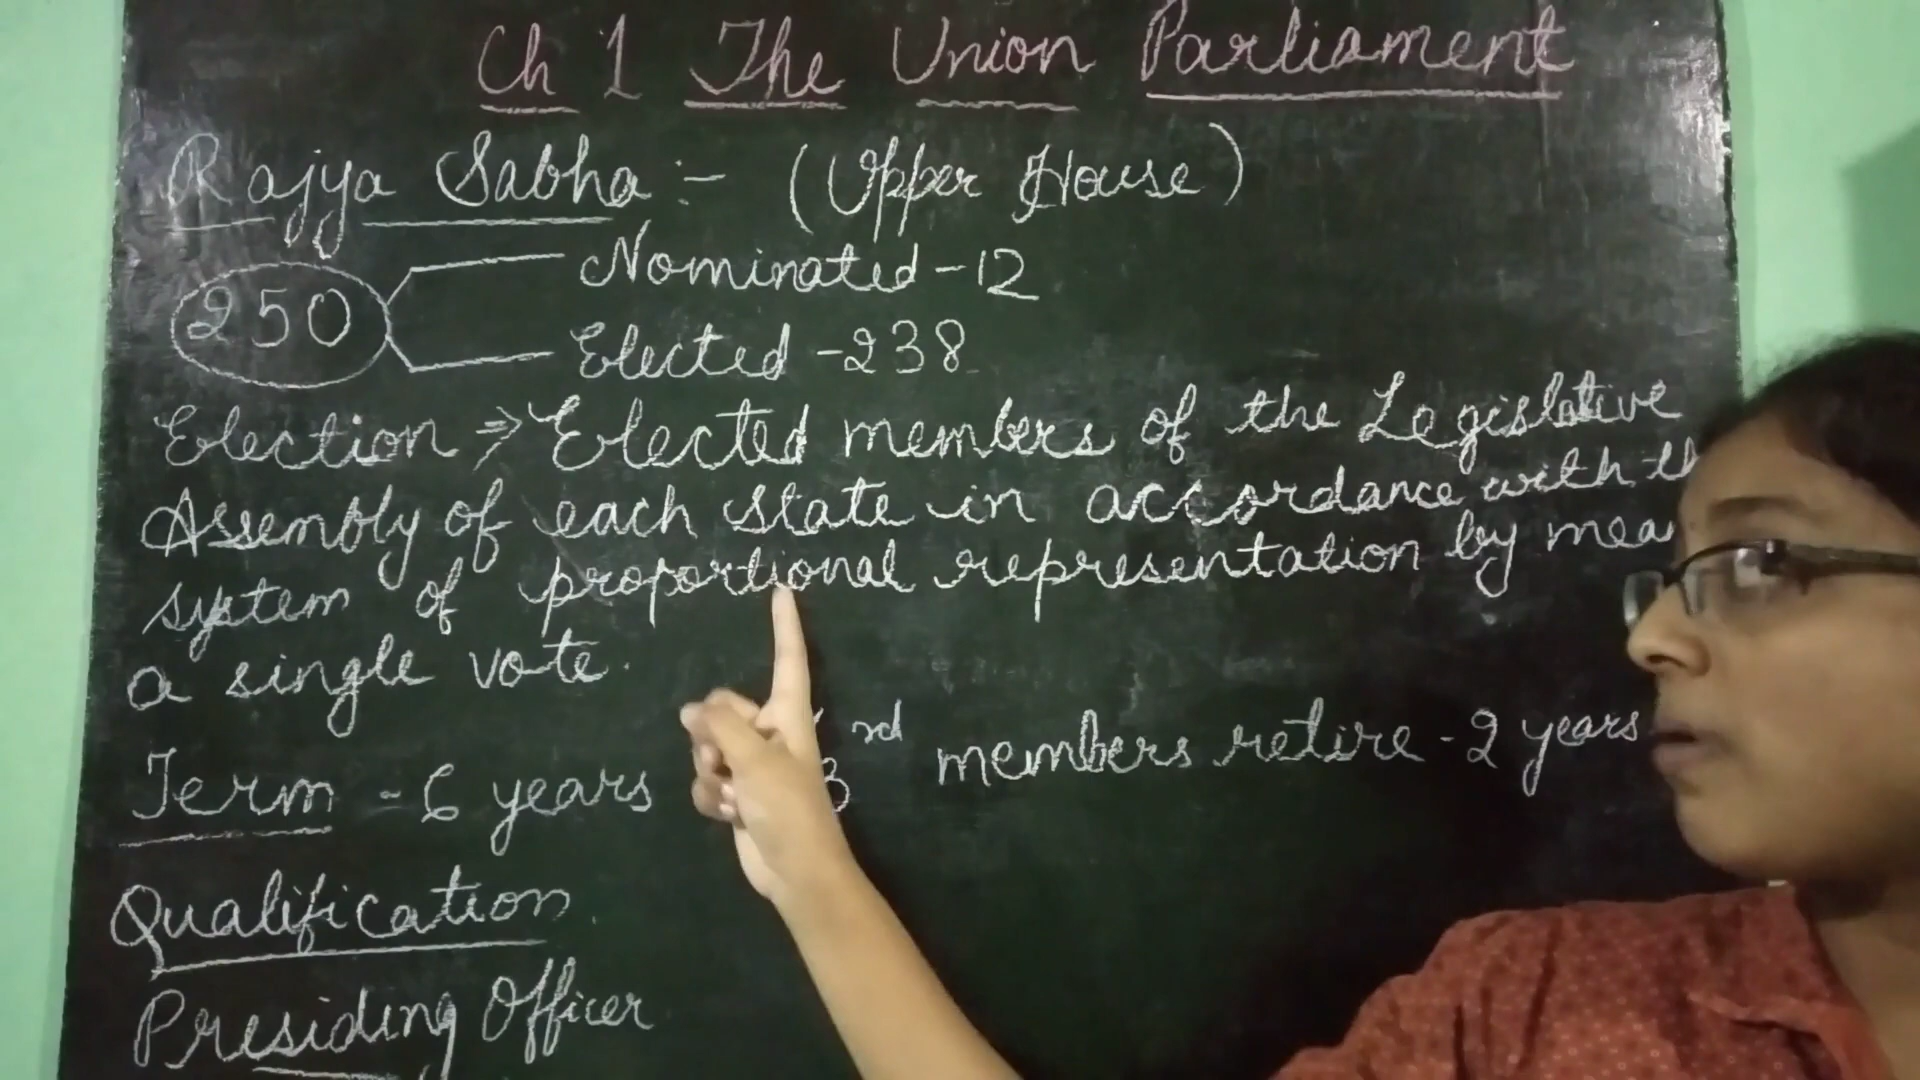 Ch 1 The Union Parliament
Rajya Sabha :- (Upper House)
250
Nominated -12
Elected -238
Election => Elected members of the Legislative
Assembly of each state in accordance with
system of proportional representation by
a single vote.
Term - 6 years 3 rd members retire - 2 years
Qualification
Presiding Officer